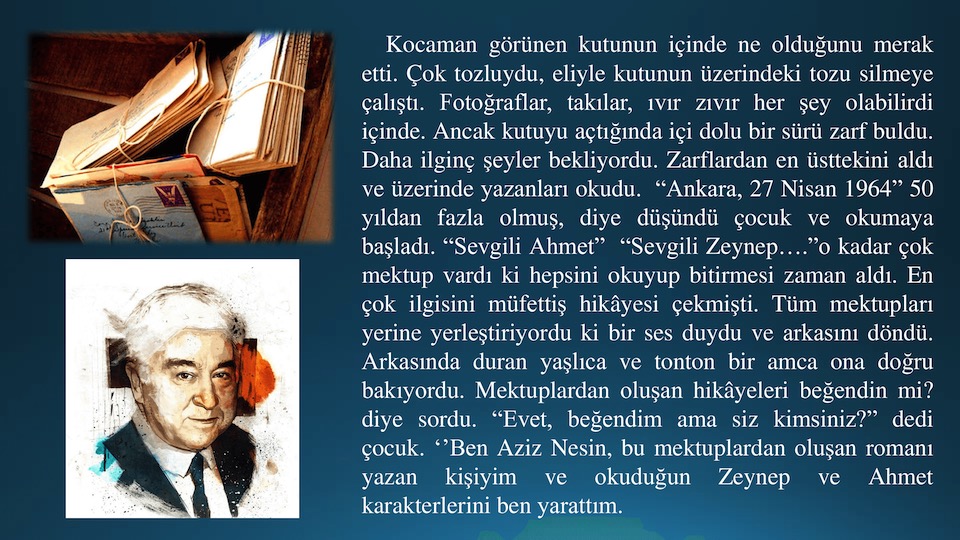 Kocaman görünen kutunun içinde ne olduğunu merak
etti. Çok tozluydu, eliyle kutunun üzerindeki tozu silmeye
çalıştı. Fotoğraflar, takılar, ıvır zıvır her şey olabilirdi
içinde. Ancak kutuyu açtığında içi dolu bir sürü zarf buldu.
Daha ilginç şeyler bekliyordu. Zarflardan en üsttekini aldı
ve üzerinde yazanları okudu. “Ankara, 27 Nisan 1964” 50
yıldan fazla olmuş, diye düşündü çocuk ve okumaya
başladı. “Sevgili Ahmet” “Sevgili Zeynep….”o kadar çok
mektup vardı ki hepsini okuyup bitirmesi zaman aldı. En
çok ilgisini müfettiş hikâyesi çekmişti. Tüm mektupları
yerine yerleştiriyordu ki bir ses duydu ve arkasını döndü.
Arkasında duran yaşlıca ve tonton bir amca ona doğru
bakıyordu. Mektuplardan oluşan hikâyeleri beğendin mi?
diye sordu. “Evet, beğendim ama siz kimsiniz?” dedi
çocuk. ‘’Ben Aziz Nesin, bu mektuplardan oluşan romanı
yazan kişiyim ve okuduğun Zeynep ve Ahmet
karakterlerini ben yarattım.